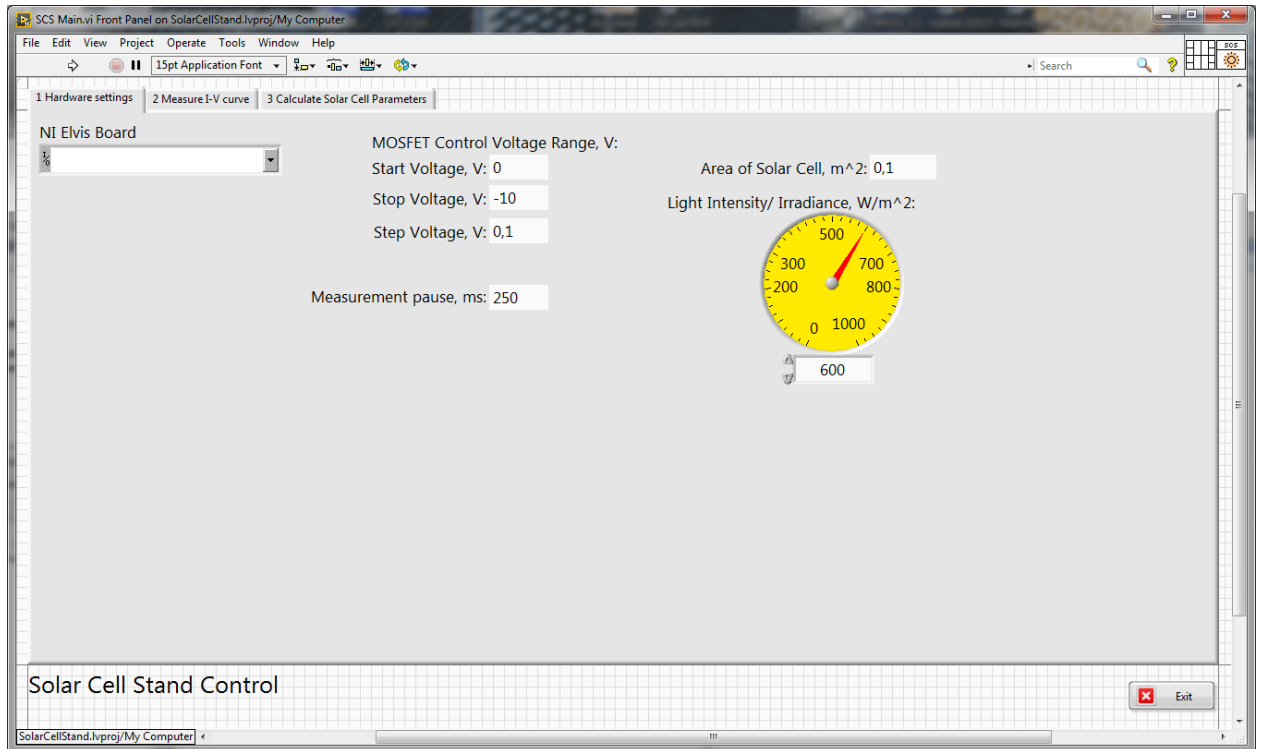 SCS Main.vi Front Panel on SolarCellStand.lvproj/My Computer
File Edit View Project Operate Tools Window Help
15pt Application Font
Search
SOS
1 Hardware settings
2 Measure I-V curve
3 Calculate Solar Cell Parameters
NI Elvis Board
I/O
MOSFET Control Voltage Range, V:
Start Voltage, V: 0
Stop Voltage, V: -10
Step Voltage, V: 0,1
Measurement pause, ms: 250
Area of Solar Cell, m^2: 0,1
Light Intensity/ Irradiance, W/m^2:
500
300 700
200 800
0 1000
600
Solar Cell Stand Control
Exit
SolarCellStand.lvproj/My Computer